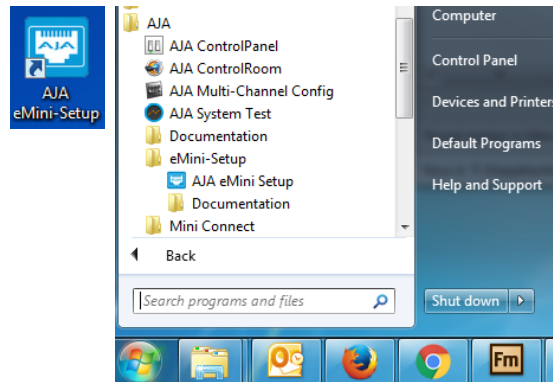 AJA
AJA
eMini-Setup
AJA
AJA ControlPanel
AJA ControlRoom
AJA Multi-Channel Config
AJA System Test
Documentation
eMini-Setup
AJA eMini Setup
Documentation
Mini Connect
Back
Search programs and files
Computer
Control Panel
Devices and Printers
Default Programs
Help and Support
Shut down
Fm